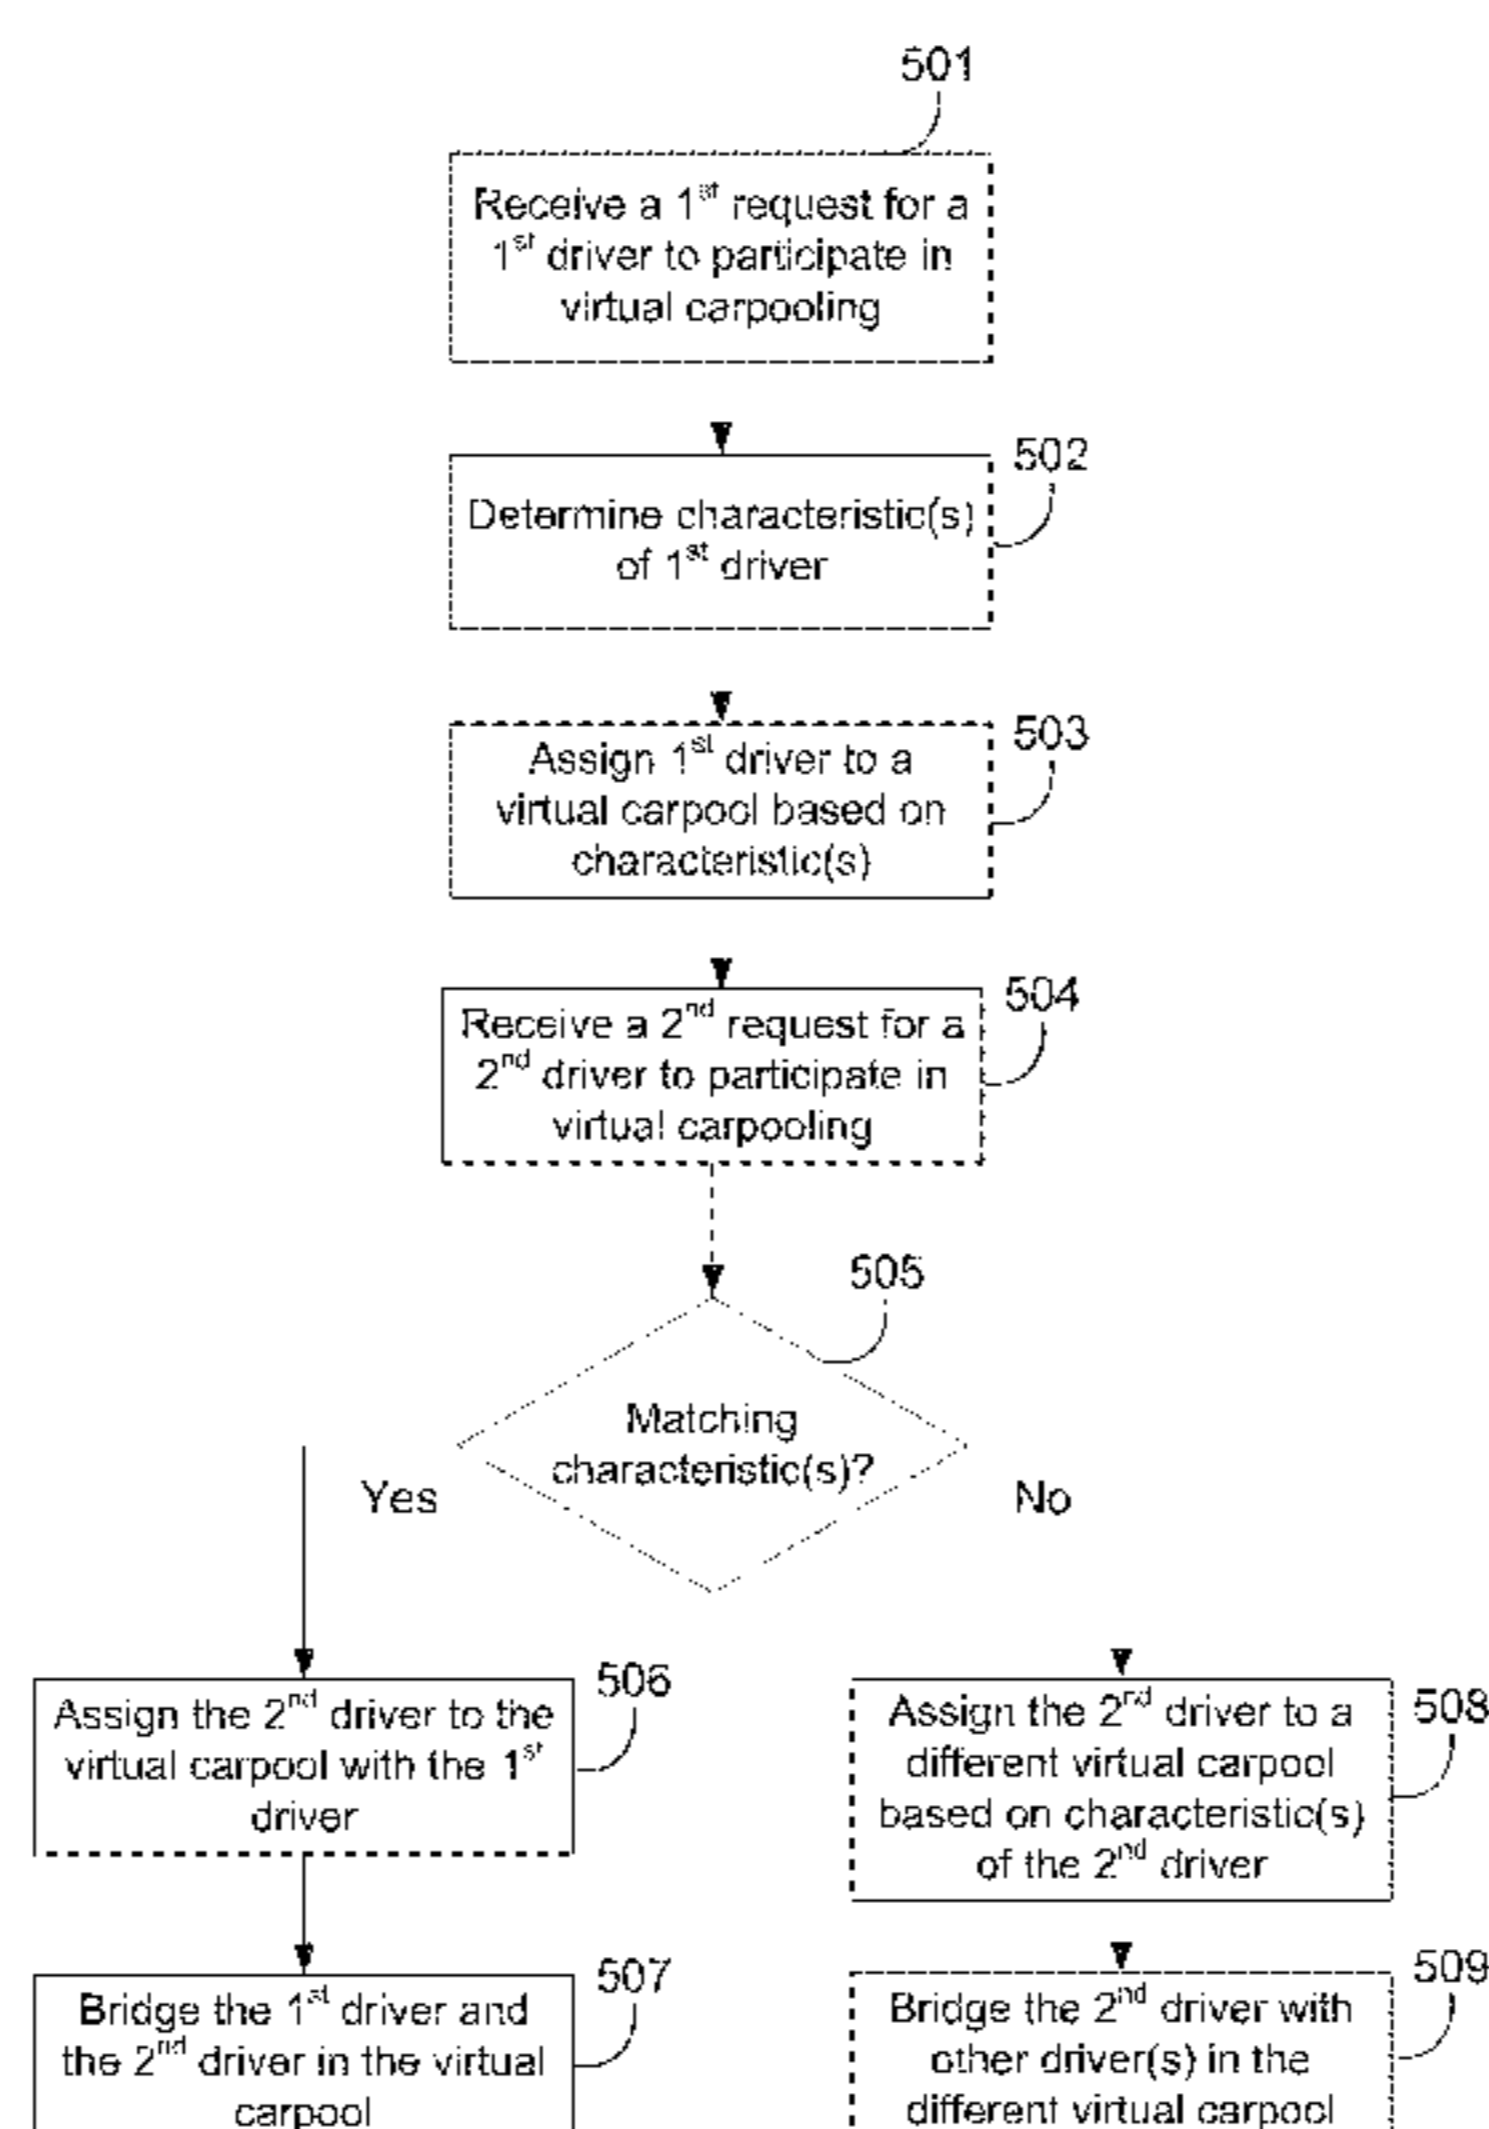 501
Receive a 1st request for a
1st driver to participate in
virtual carpooling
502
Determine characteristic(s)
of 1st driver
503
Assign 1st driver to a
virtual carpool based on
characteristic(s)
504
Receive a 2nd request for a
2nd driver to participate in
virtual carpooling
505
Matching
characteristic(s)?
Yes
No
506
Assign the 2nd driver to the
virtual carpool with the 1st
driver
508
Assign the 2nd driver to a
different virtual carpool
based on characteristic(s)
of the 2nd driver
507
Bridge the 1st driver and
the 2nd driver in the virtual
carpool
509
Bridge the 2nd driver with
other driver(s) in the
different virtual carpool